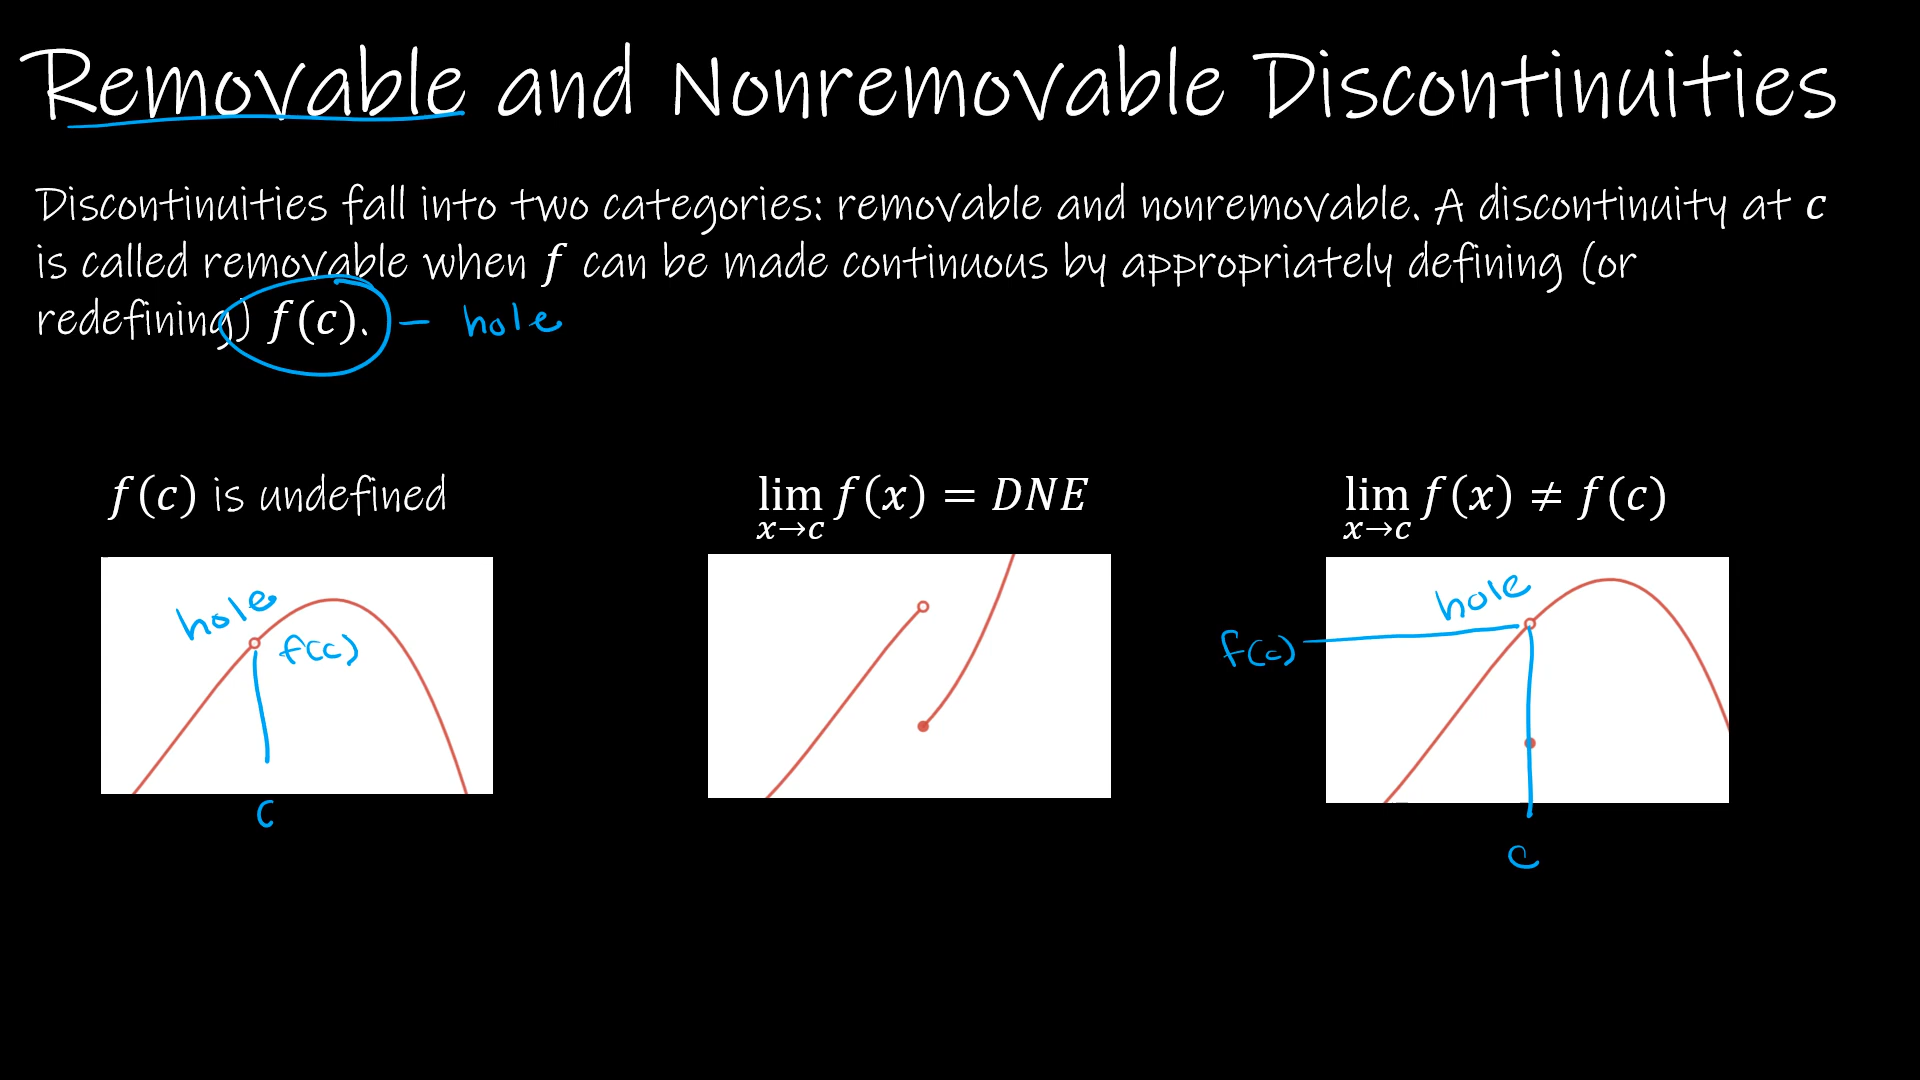 Removable and Nonremovable Discontinuities
Discontinuities fall into two categories: removable and nonremovable. A discontinuity at c
is called removable when f can be made continuous by appropriately defining (or
redefining) f(c). – hole
f(c) is undefined
lim x→c f(x) = DNE
lim x→c f(x) ≠ f(c)
hole
f(c)
c
hole
f(c)
c